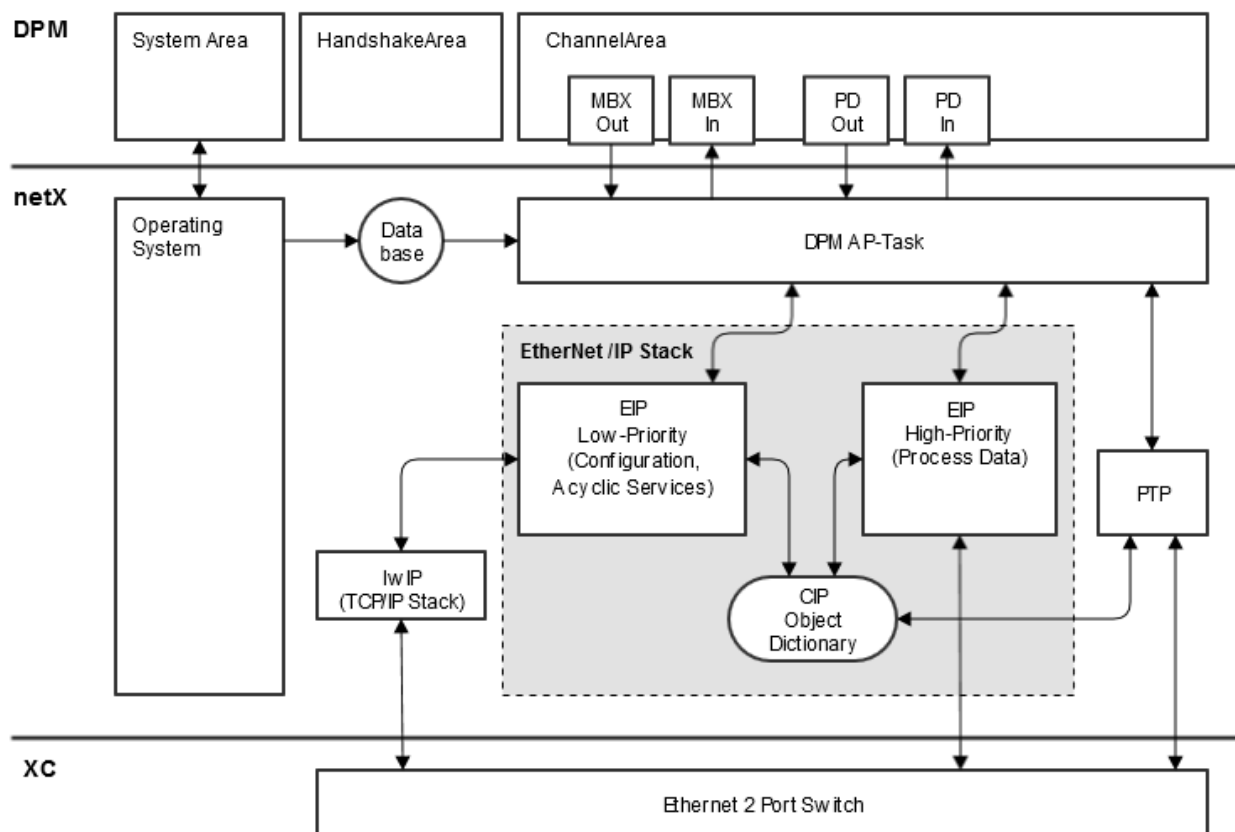 DPM
System Area
HandshakeArea
ChannelArea
MBX
Out
MBX
In
PD
Out
PD
In
netX
Operating
System
Data
base
DPM AP-Task
EtherNet /IP Stack
EIP
Low-Priority
(Configuration,
Acyclic Services)
EIP
High-Priority
(Process Data)
PTP
lwIP
(TCP/IP Stack)
CIP
Object
Dictionary
XC
Ethernet 2 Port Switch